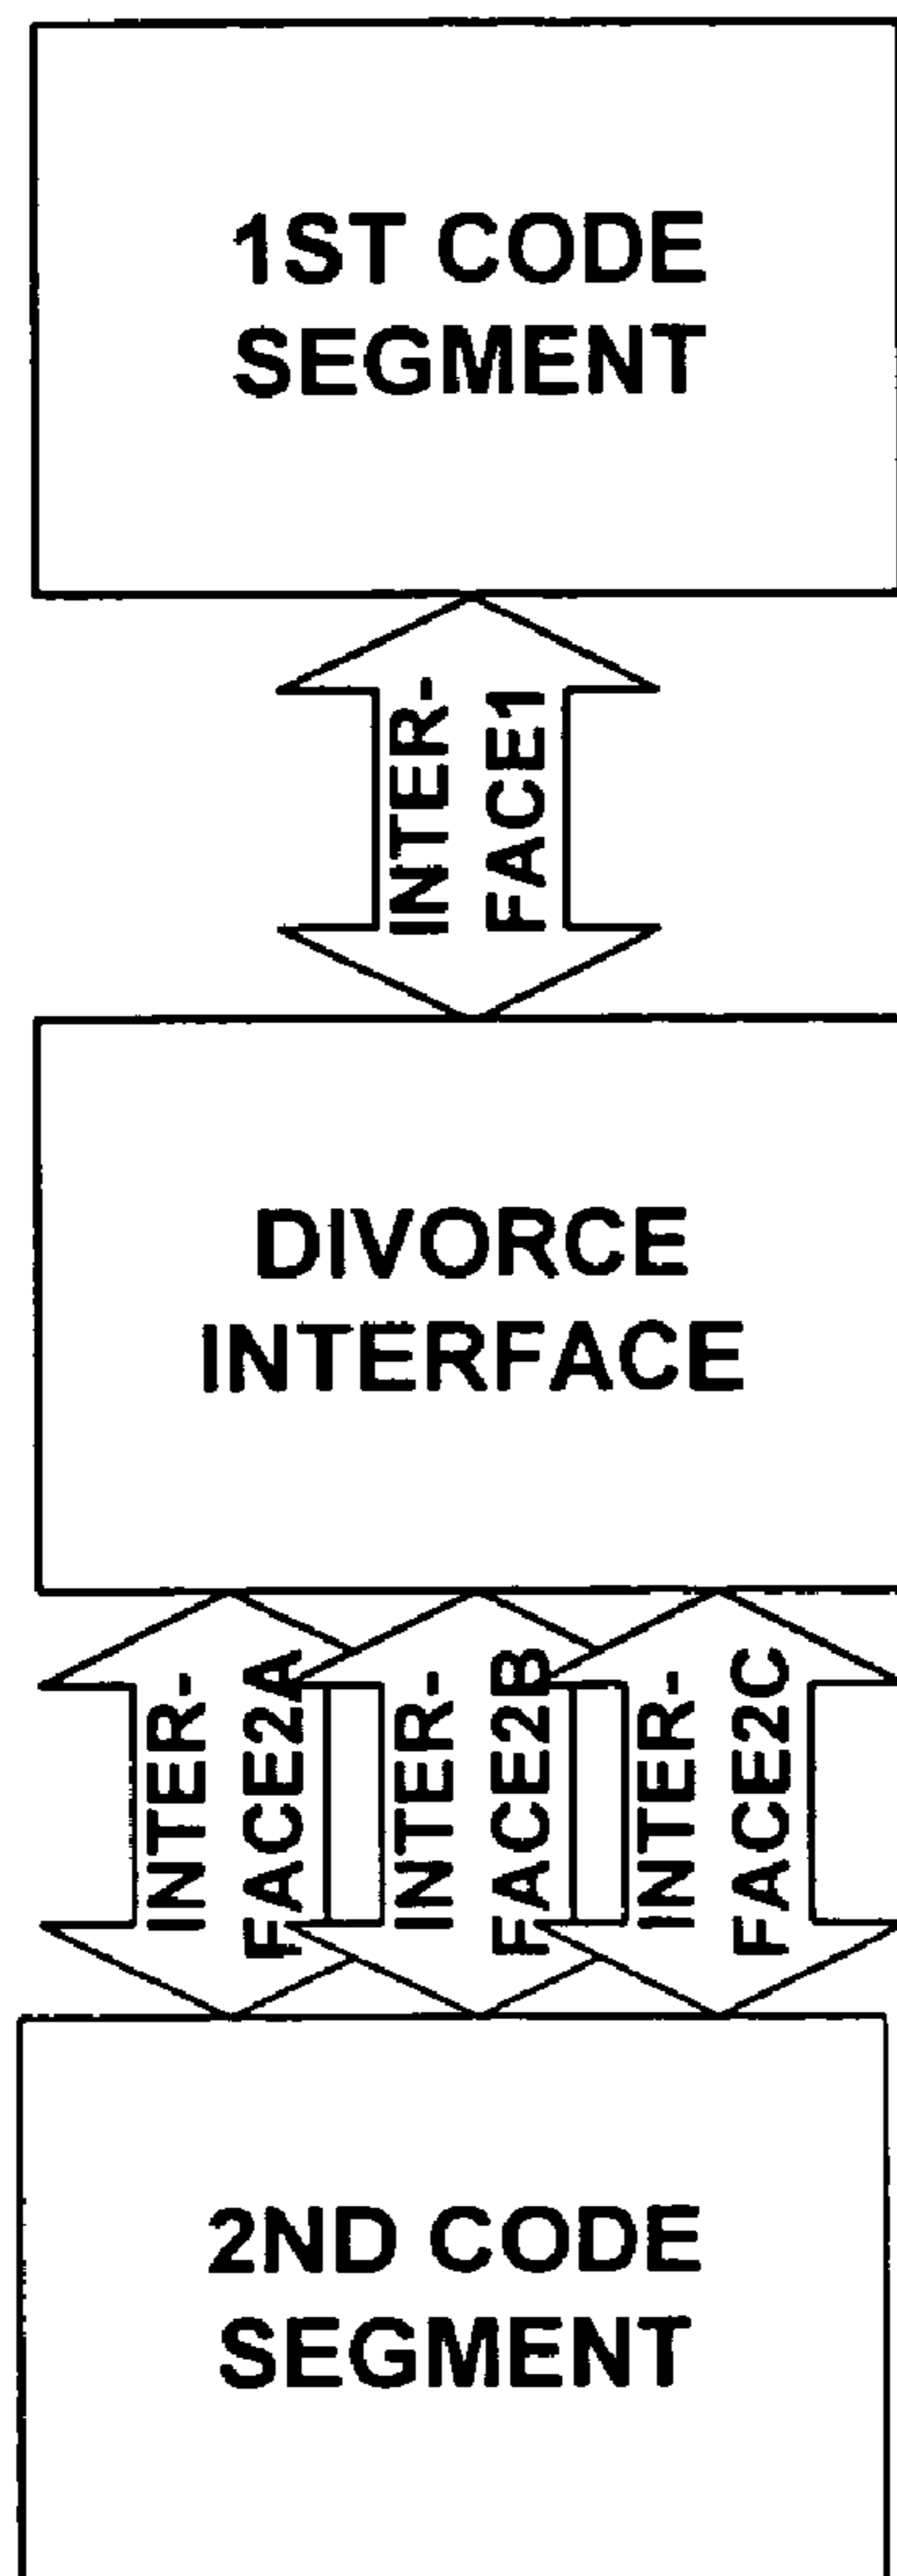 1ST CODE
SEGMENT
INTER-
FACE1
DIVORCE
INTERFACE
INTER-
FACE2A
INTER-
FACE2B
INTER-
FACE2C
2ND CODE
SEGMENT